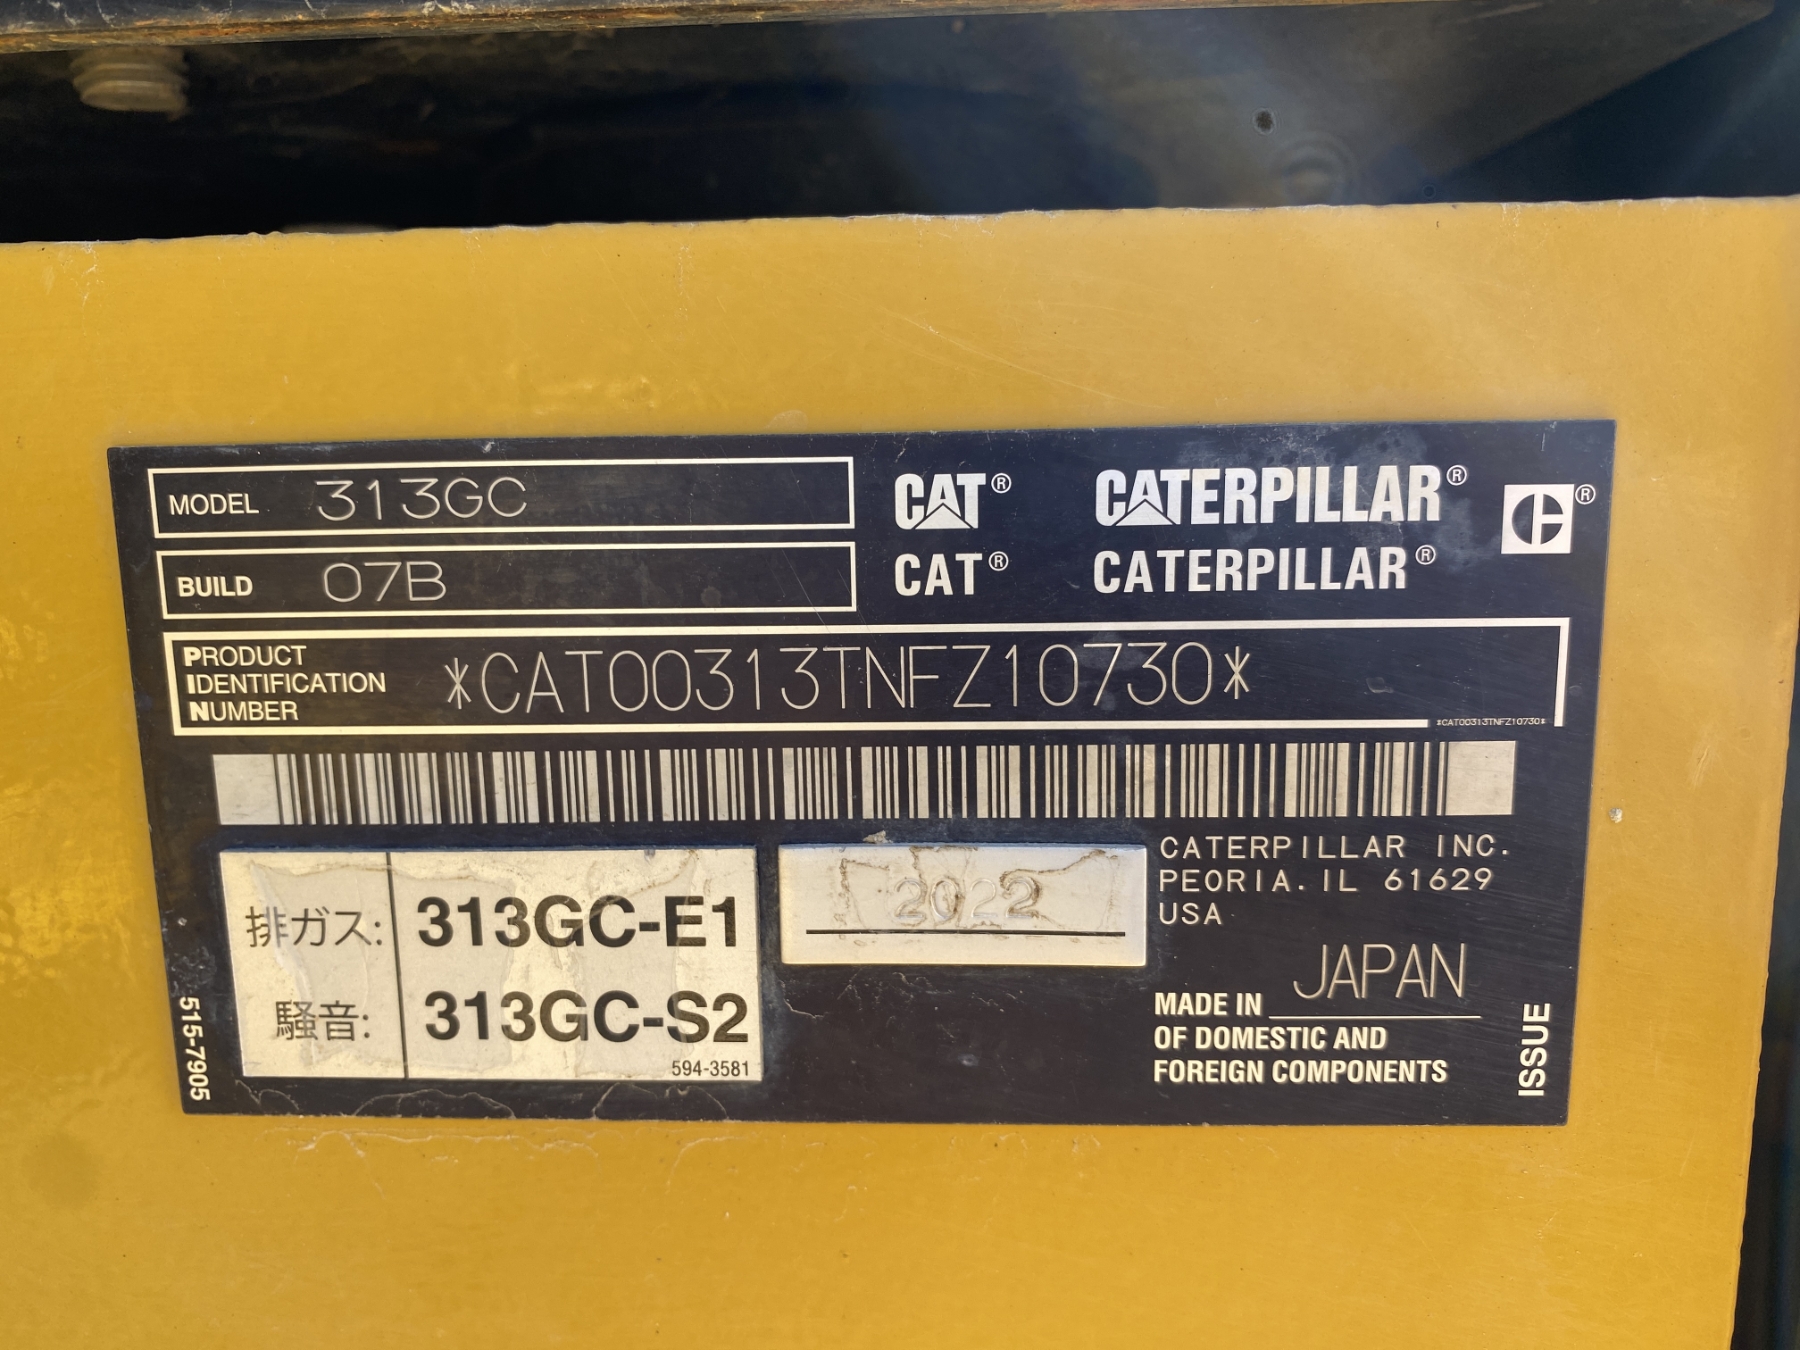 MODEL 313GC
BUILD 07B
CAT® CATERPILLAR® ®
CAT® CATERPILLAR®
PRODUCT
IDENTIFICATION
NUMBER
*CAT00313TNFZ10730*
*CAT00313TNFZ10730*
排ガス: 313GC-E1
騒音: 313GC-S2
594-3581
515-7905
2022
CATERPILLAR INC.
PEORIA. IL 61629
USA
MADE IN JAPAN
OF DOMESTIC AND
FOREIGN COMPONENTS
ISSUE